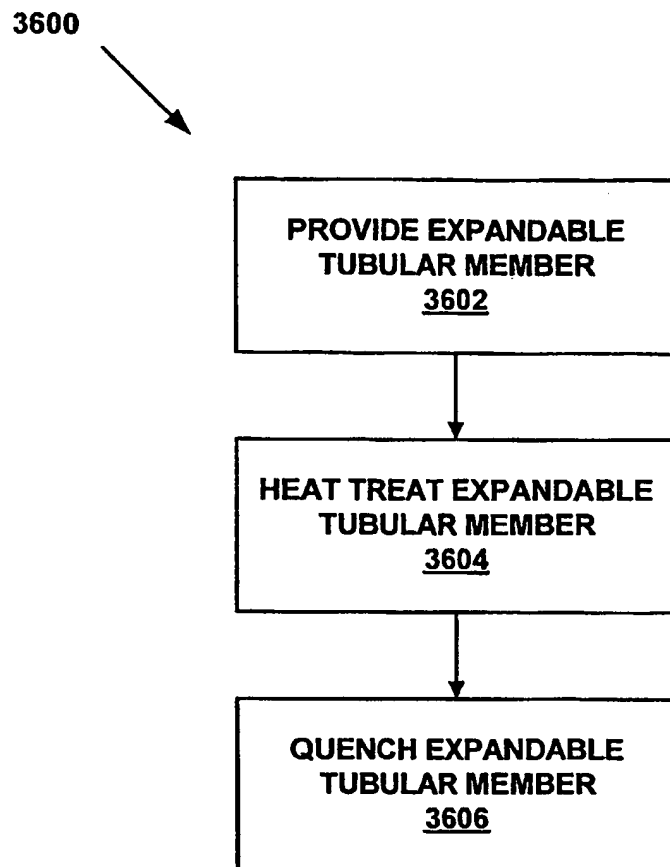 3600
PROVIDE EXPANDABLE
TUBULAR MEMBER
3602
HEAT TREAT EXPANDABLE
TUBULAR MEMBER
3604
QUENCH EXPANDABLE
TUBULAR MEMBER
3606